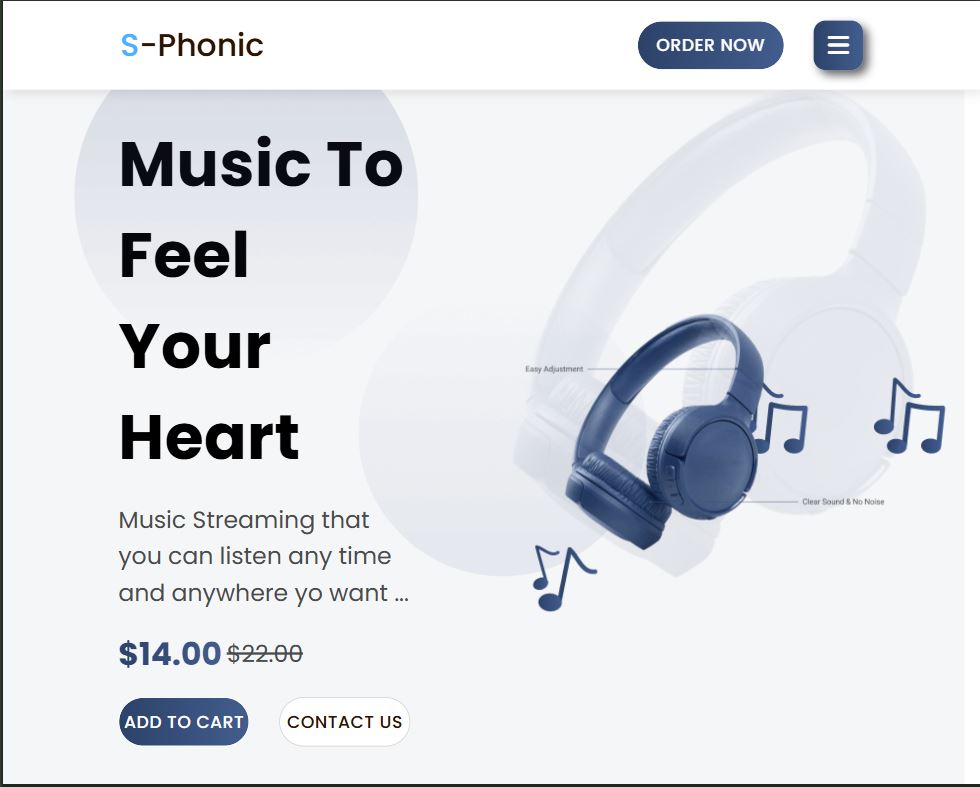 S-Phonic
ORDER NOW
Music To
Feel
Your
Heart
Easy Adjustment
Clear Sound & No Noise
Music Streaming that
you can listen any time
and anywhere yo want ...
$14.00 $22.00
ADD TO CART
CONTACT US